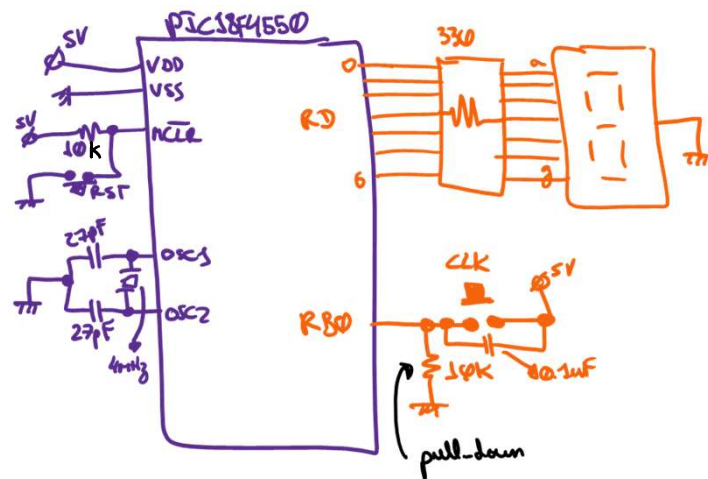 PIC18F4550
5V
VDD
VSS
5V
10K
MCLR
RST
27pF
OSC1
OSC2
27pF
4MHz
330
0
RD
6
a
g
CLK
5V
RB0
10K
0.1uF
pull-down